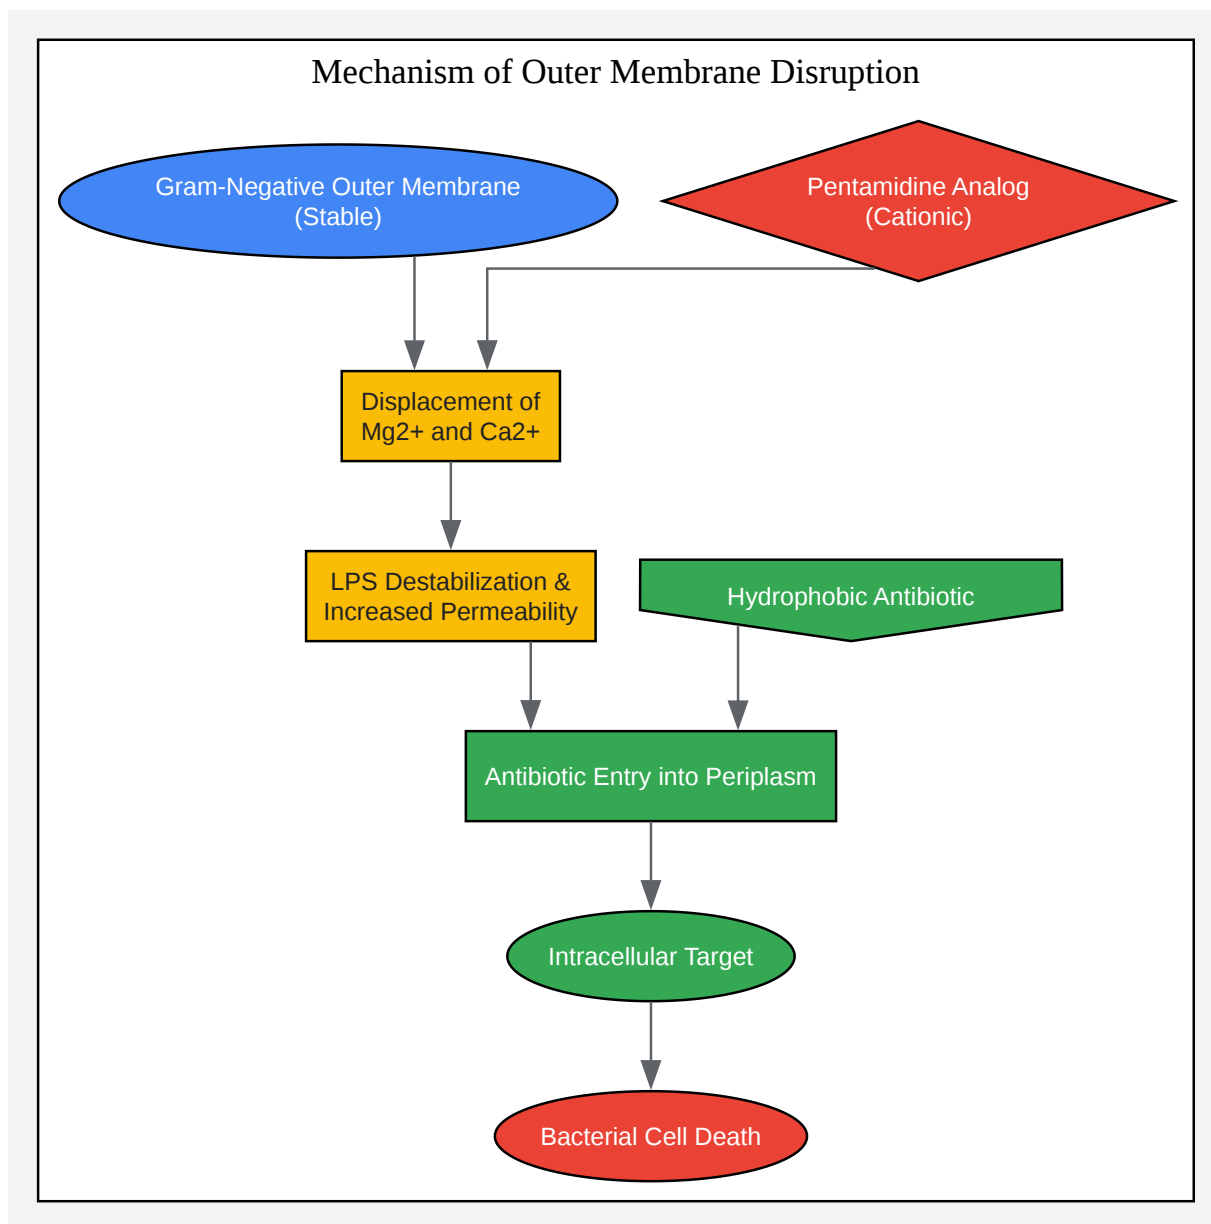 Mechanism of Outer Membrane Disruption
Gram-Negative Outer Membrane
(Stable)
Pentamidine Analog
(Cationic)
Displacement of
Mg2+ and Ca2+
LPS Destabilization &
Increased Permeability
Hydrophobic Antibiotic
Antibiotic Entry into Periplasm
Intracellular Target
Bacterial Cell Death